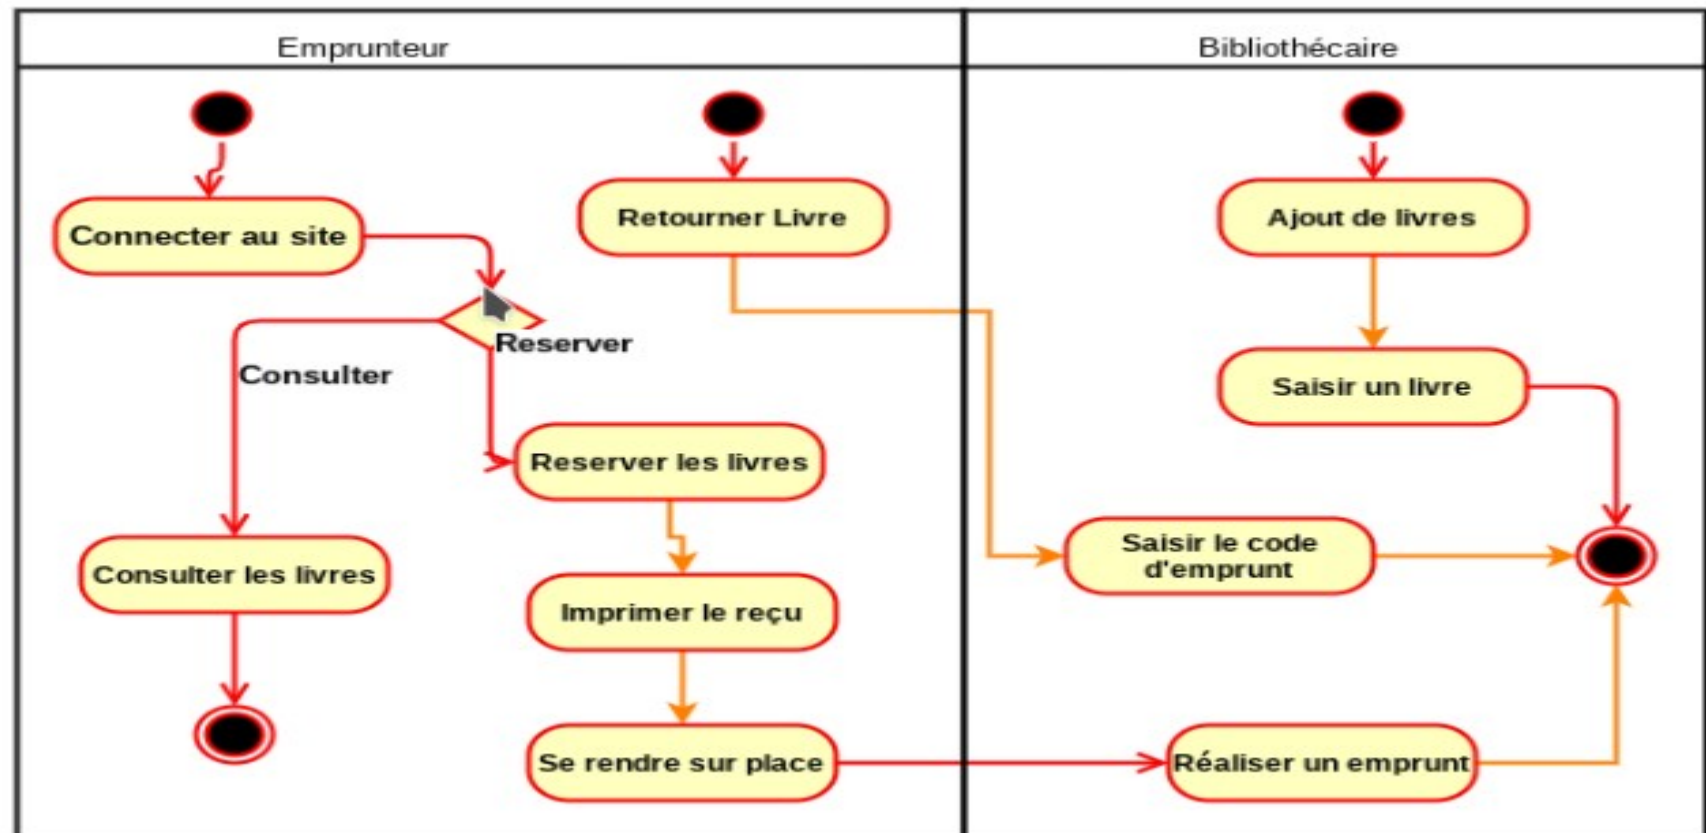 Emprunteur
Bibliothécaire
Connecter au site
Retourner Livre
Ajout de livres
Reserver
Consulter
Saisir un livre
Reserver les livres
Saisir le code
d'emprunt
Consulter les livres
Imprimer le reçu
Se rendre sur place
Réaliser un emprunt